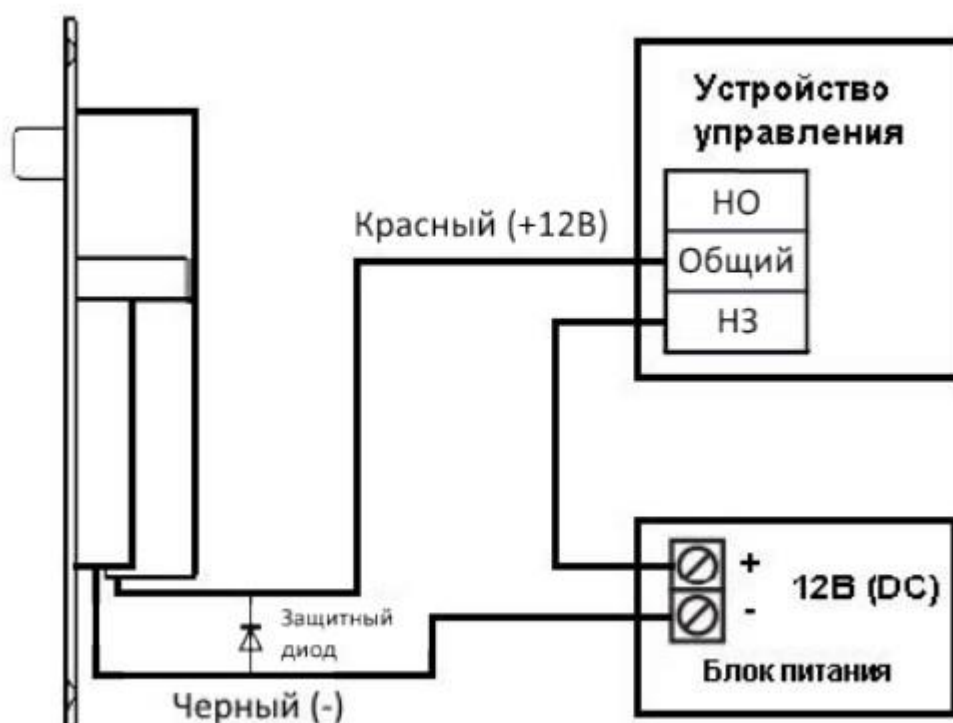 Устройство
управления
НО
Красный (+12В)
Общий
НЗ
+
12В (DC)
-
Блок питания
Защитный
диод
Черный (-)